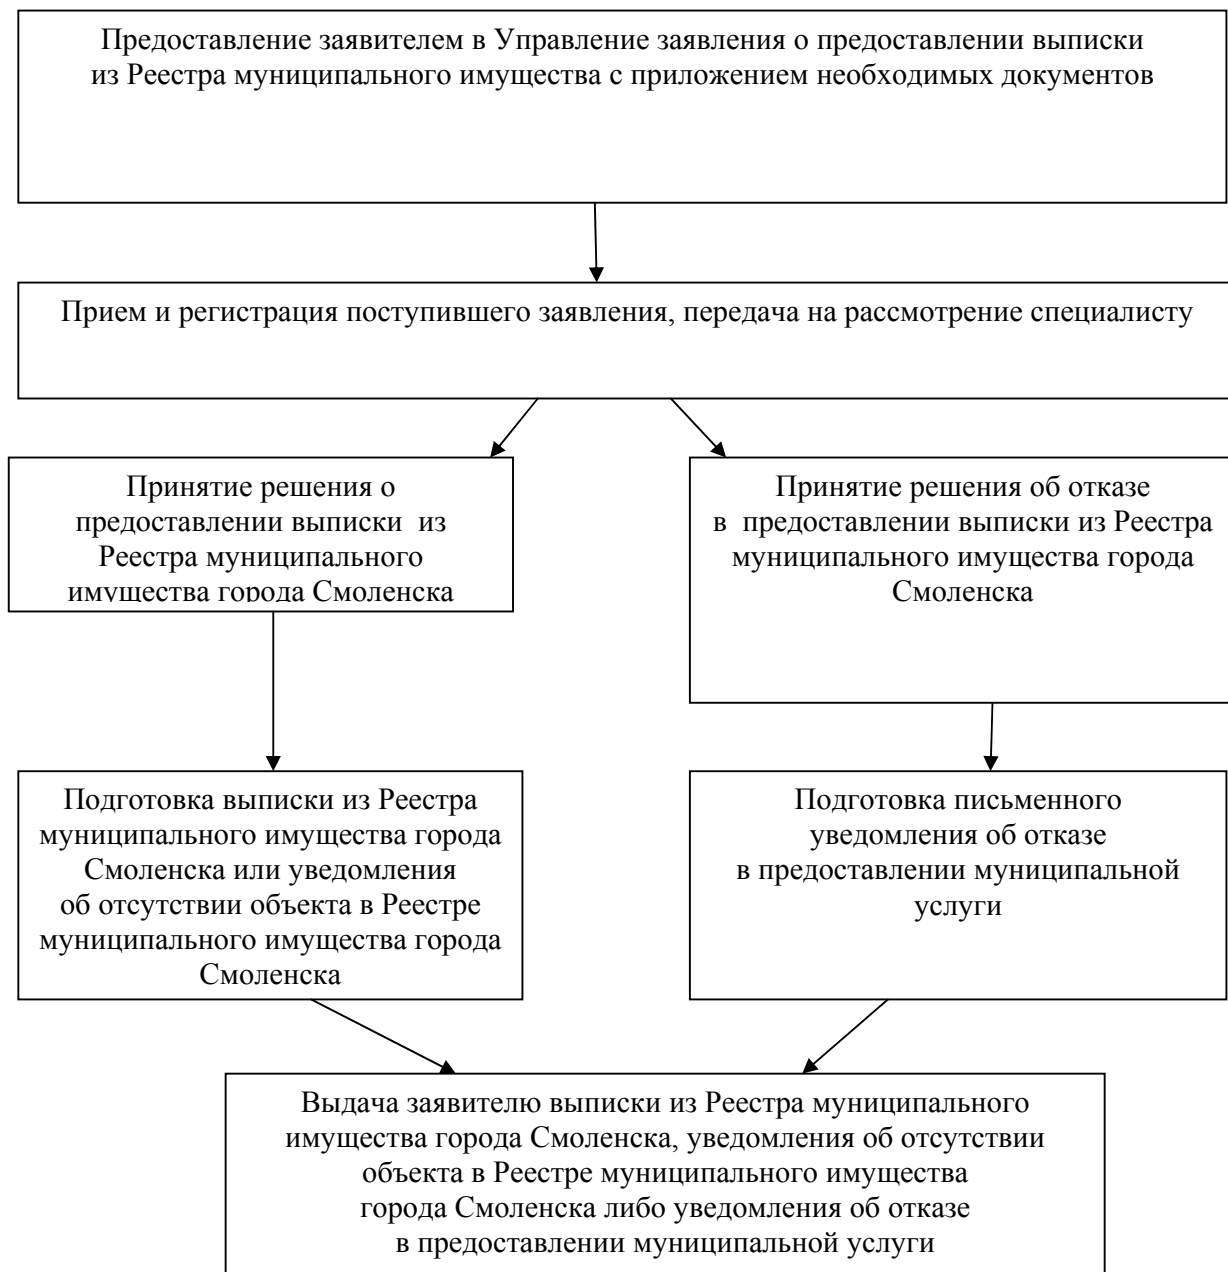 Предоставление заявителем в Управление заявления о предоставлении выписки
из Реестра муниципального имущества с приложением необходимых документов
Прием и регистрация поступившего заявления, передача на рассмотрение специалисту
Принятие решения о
предоставлении выписки из
Реестра муниципального
имущества города Смоленска
Принятие решения об отказе
в предоставлении выписки из Реестра
муниципального имущества города
Смоленска
Подготовка выписки из Реестра
муниципального имущества города
Смоленска или уведомления
об отсутствии объекта в Реестре
муниципального имущества города
Смоленска
Подготовка письменного
уведомления об отказе
в предоставлении муниципальной
услуги
Выдача заявителю выписки из Реестра муниципального
имущества города Смоленска, уведомления об отсутствии
объекта в Реестре муниципального имущества
города Смоленска либо уведомления об отказе
в предоставлении муниципальной услуги